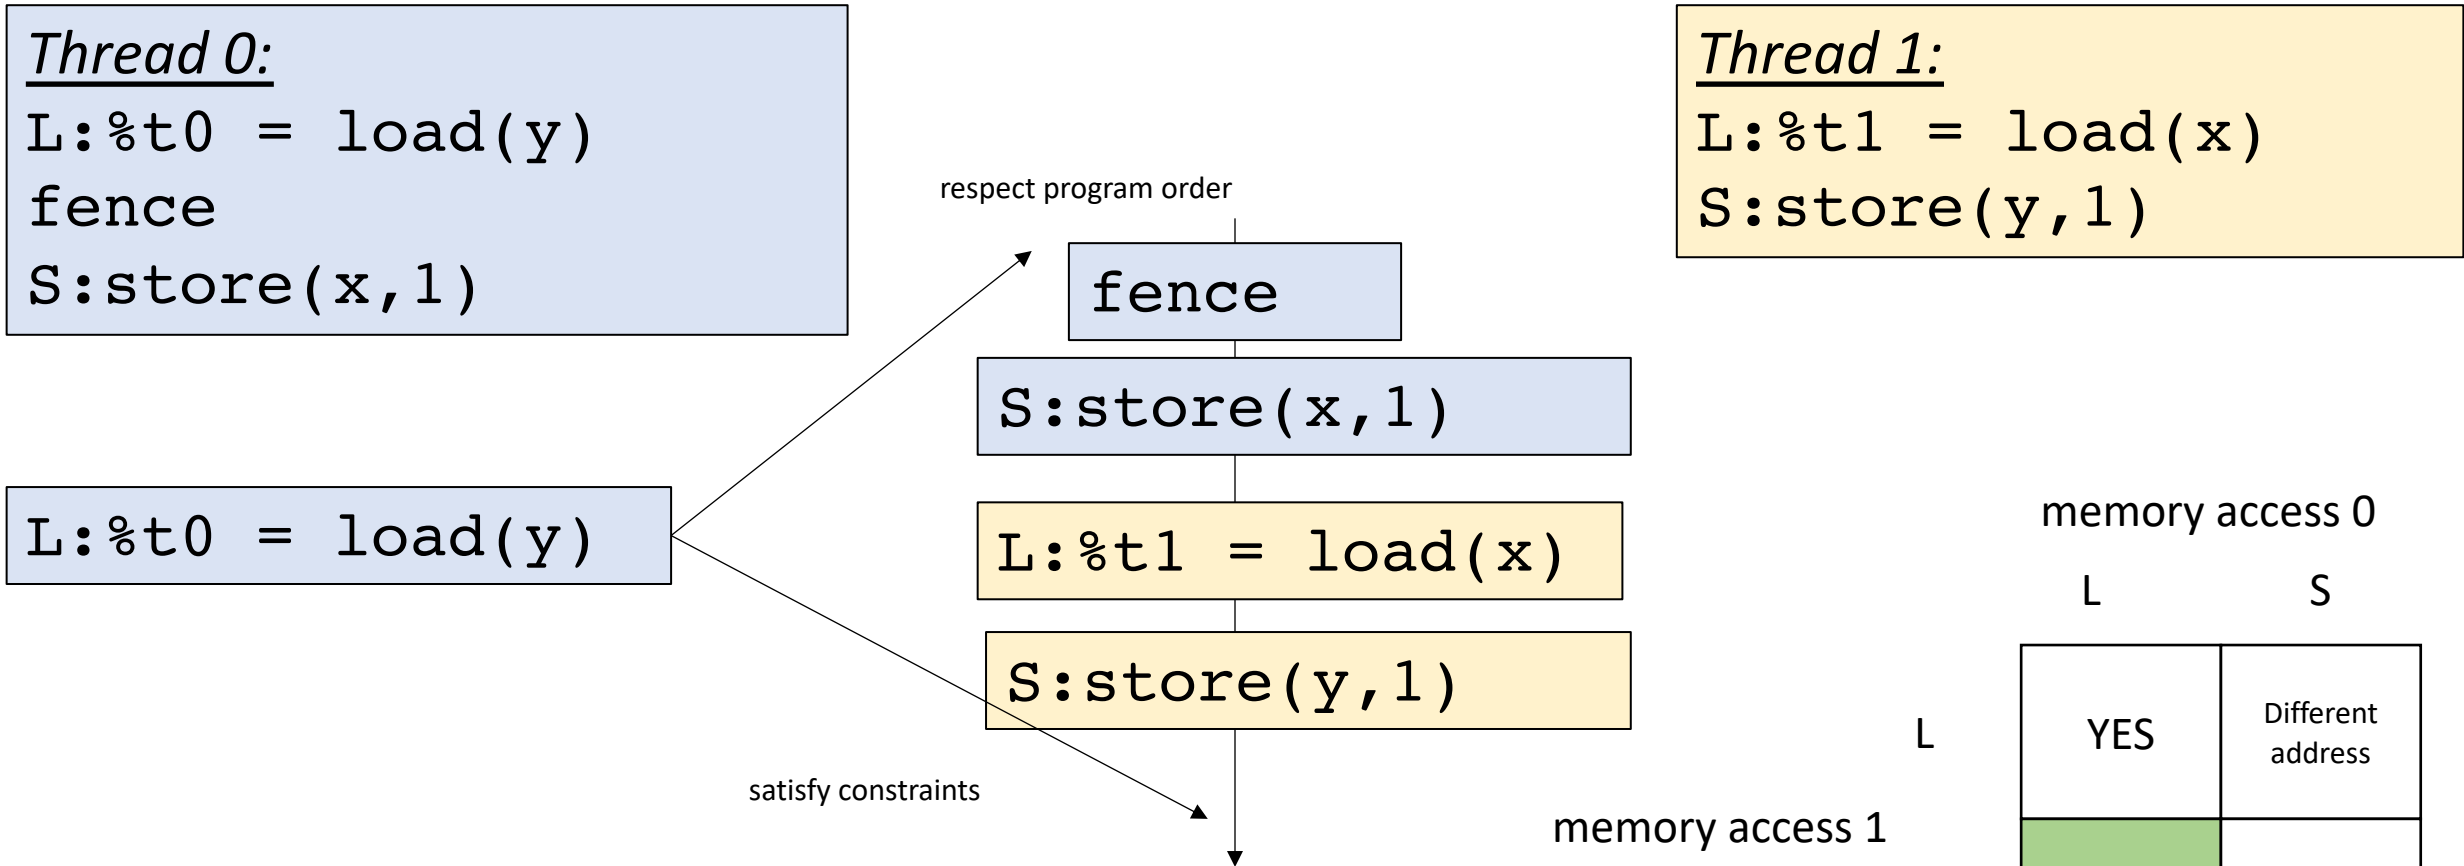 Thread 0:
L:%t0 = load(y)
fence
S:store(x,1)
Thread 1:
L:%t1 = load(x)
S:store(y,1)
respect program order
fence
S:store(x,1)
L:%t0 = load(y)
L:%t1 = load(x)
S:store(y,1)
satisfy constraints
memory access 0
L S
L YES Different
address
memory access 1